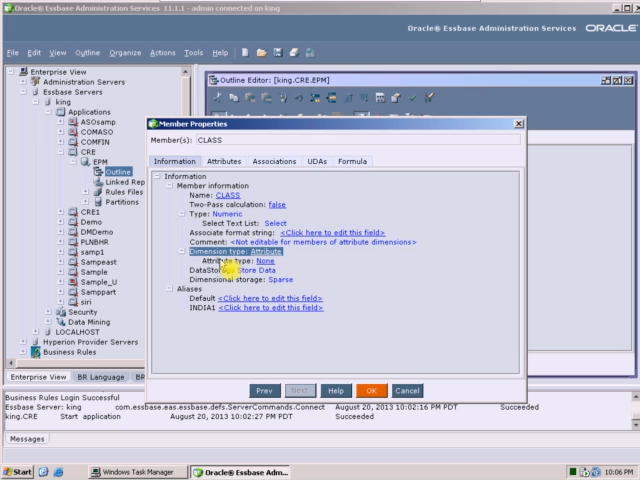 Oracle® Essbase Administration Services 11.1.1 - admin connected on king
Oracle® Essbase Administration Services ORACLE
File Edit View Outline Organize Actions Tools Help
Enterprise View
Administration Servers
Essbase Servers
king
Applications
ASOsamp
COMASO
COMFIN
CRE
EPM
Outline
Linked Rep
Rules Files
Partitions
CRE1
Demo
DMDemo
PLNBHR
samp1
Sampeast
Sample
Sample_U
Samppart
siri
Security
Data Mining
LOCALHOST
Hyperion Provider Servers
Business Rules
Enterprise View BR Language BR
Outline Editor: [king.CRE.EPM]
Member Properties
Member(s): CLASS
Information Attributes Associations UDAs Formula
Information
Member information
Name: CLASS
Two-Pass calculation: false
Type: Numeric
Select Text List: Select
Associate format string: <Click here to edit this field>
Comment: <Not editable for members of attribute dimensions>
Dimension type: Attribute
Attribute type: None
DataStorage Store Data
Dimensional storage: Sparse
Aliases
Default <Click here to edit this field>
INDIA1 <Click here to edit this field>
Prev Next Help OK Cancel
Business Rules Login Successful
Essbase Server: king com.essbase.eas.essbase.defs.ServerCommands.Connect August 20, 2013 10:02:16 PM PDT Succeeded
king.CRE Start application August 20, 2013 10:02:27 PM PDT Succeeded
Messages
Start Windows Task Manager Oracle® Essbase Adm... 10:06 PM